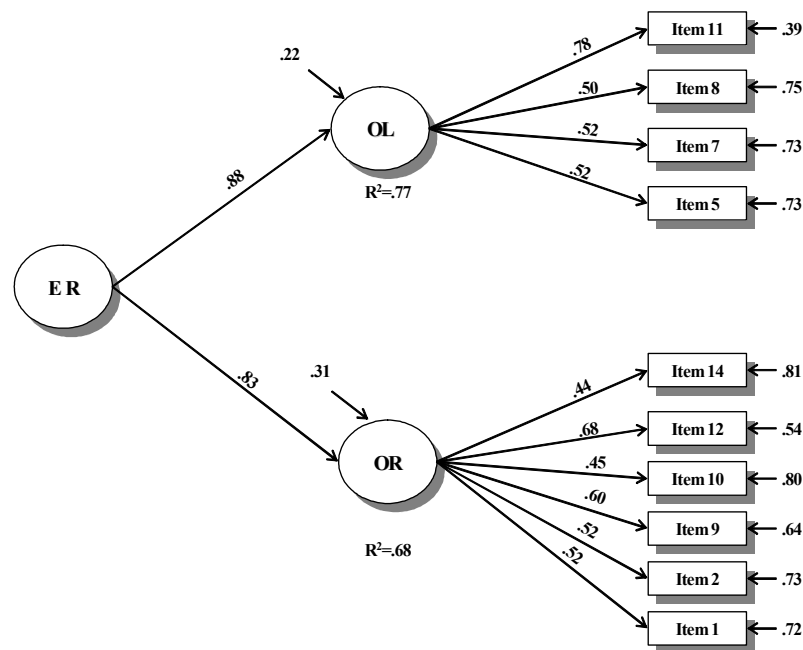 Item 11
.39
.78
.22
Item 8
.75
.50
OL
.52
Item 7
.73
.52
R²=.77
Item 5
.73
.88
E R
.83
.31
Item 14
.81
.44
.68
Item 12
.54
OR
.45
Item 10
.80
.60
Item 9
.64
R²=.68
.52
Item 2
.73
.52
Item 1
.72